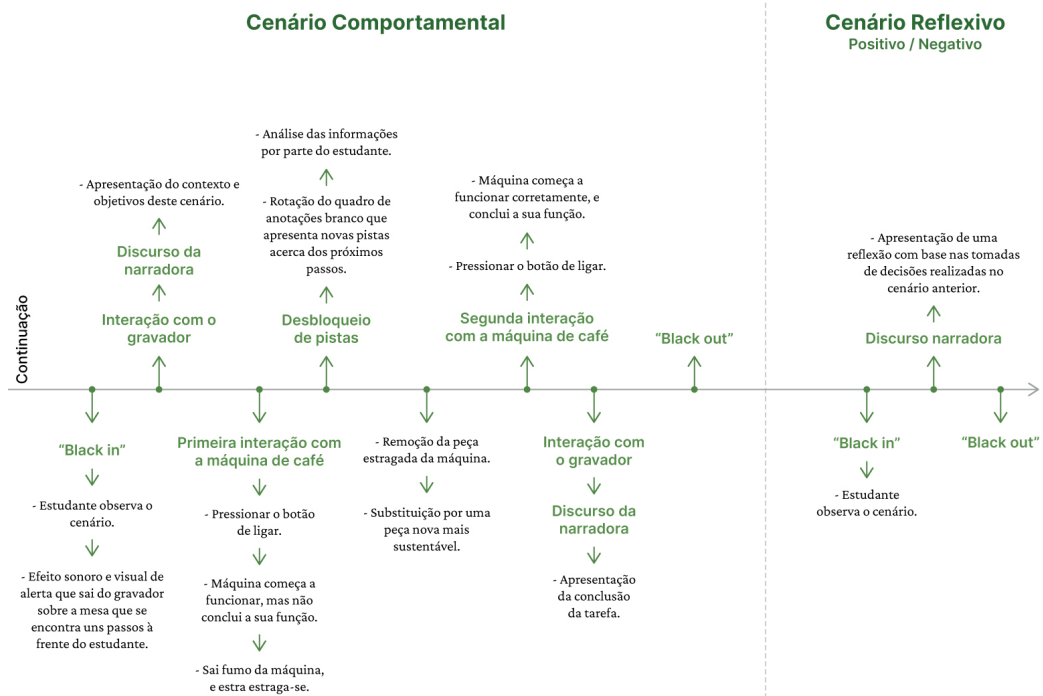 Cenário Comportamental
Cenário Reflexivo
Positivo / Negativo
Continuação
“Black in”
- Estudante observa o
cenário.
- Efeito sonoro e visual de
alerta que sai do gravador
sobre a mesa que se
encontra uns passos à
frente do estudante.
- Apresentação do contexto e
objetivos deste cenário.
Discurso da
narradora
Interação com o
gravador
Primeira interação com
a máquina de café
- Pressionar o botão
de ligar.
- Máquina começa a
funcionar, mas não
conclui a sua função.
- Sai fumo da máquina,
e estra estraga-se.
- Análise das informações
por parte do estudante.
- Rotação do quadro de
anotações branco que
apresenta novas pistas
acerca dos próximos
passos.
Desbloqueio
de pistas
- Remoção da peça
estragada da máquina.
- Substituição por uma
peça nova mais
sustentável.
- Máquina começa a
funcionar corretamente, e
conclui a sua função.
- Pressionar o botão de ligar.
Segunda interação
com a máquina de café
Interação com
o gravador
Discurso da
narradora
- Apresentação
da conclusão
da tarefa.
“Black out”
“Black in”
- Estudante
observa o cenário.
- Apresentação de uma
reflexão com base nas tomadas
de decisões realizadas no
cenário anterior.
Discurso narradora
“Black out”